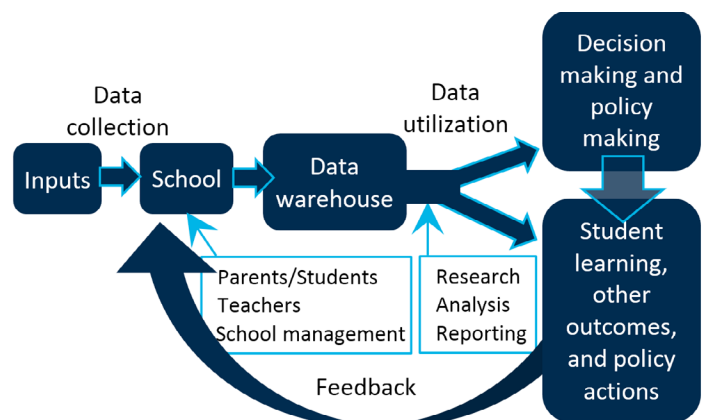 Data
collection
Inputs
School
Data
warehouse
Data
utilization
Decision
making and
policy
making
Parents/Students
Teachers
School management
Research
Analysis
Reporting
Student
learning,
other
outcomes,
and policy
actions
Feedback